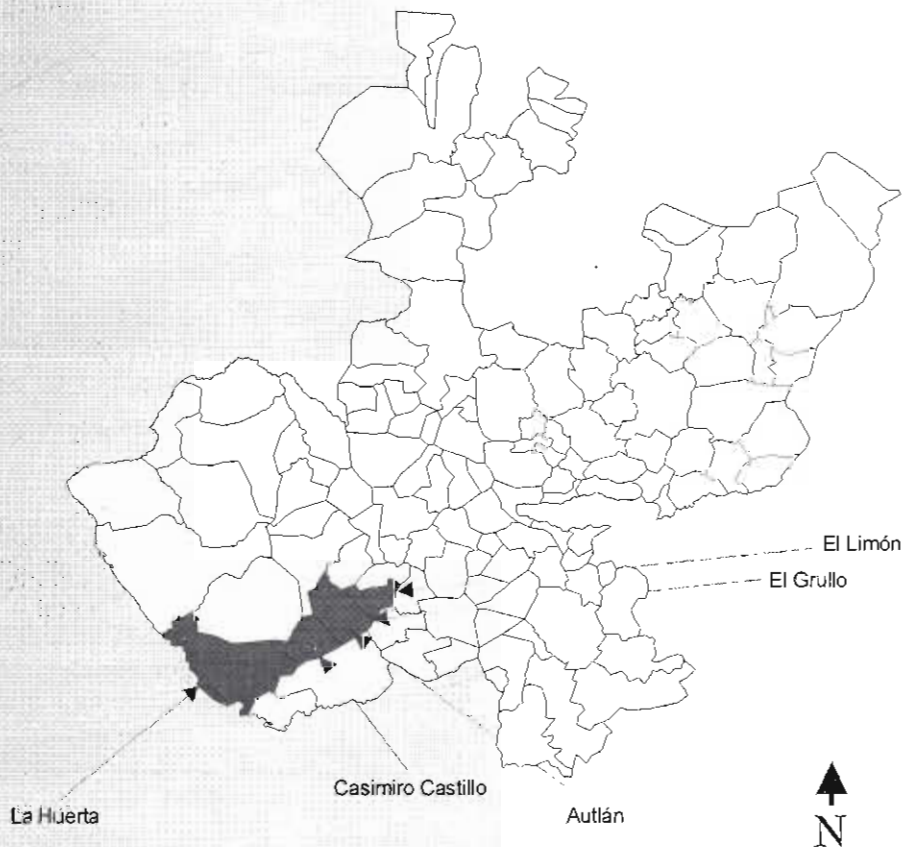 El Limón
El Grullo
Casimiro Castillo
La Huerta
Autlán
N